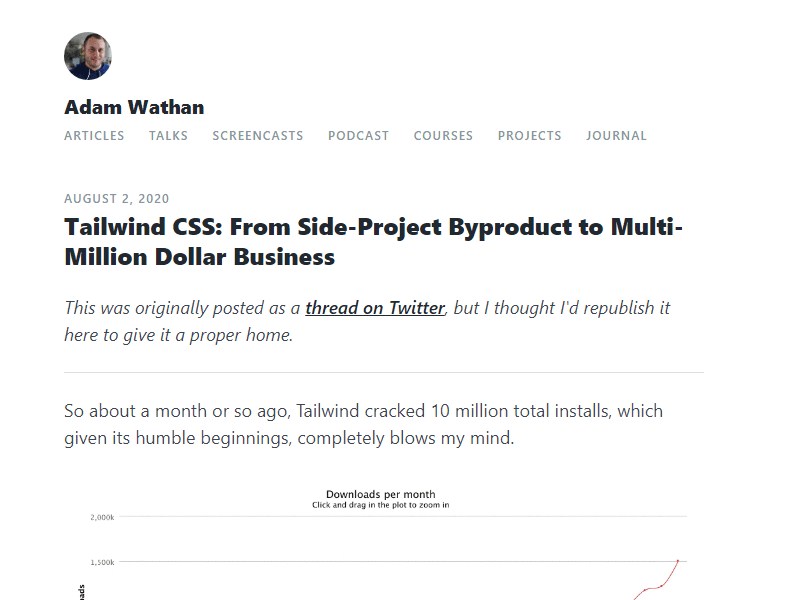 Adam Wathan
ARTICLES TALKS SCREENCASTS PODCAST COURSES PROJECTS JOURNAL
AUGUST 2, 2020
Tailwind CSS: From Side-Project Byproduct to Multi-
Million Dollar Business
This was originally posted as a thread on Twitter, but I thought I'd republish it
here to give it a proper home.
So about a month or so ago, Tailwind cracked 10 million total installs, which
given its humble beginnings, completely blows my mind.
Downloads per month
Click and drag in the plot to zoom in
2,000k
1,500k